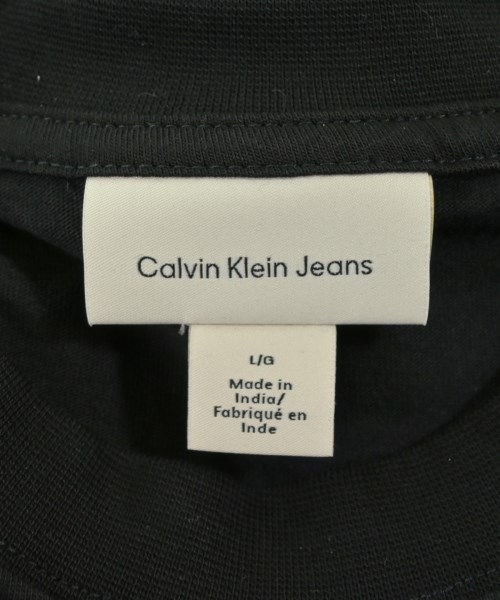 Calvin Klein Jeans
L/G
Made in
India/
Fabriqué en
Inde